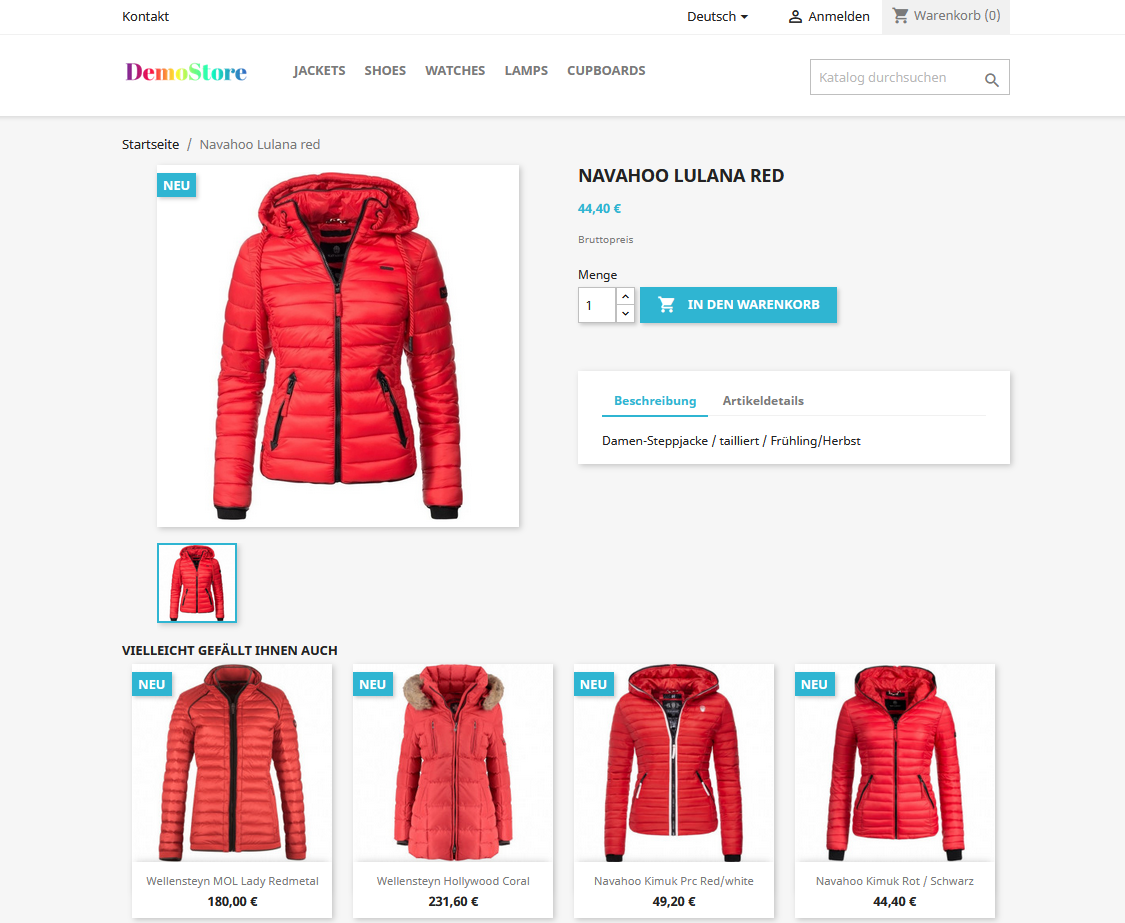 Kontakt
Deutsch
Anmelden
Warenkorb (0)
DemoStore
JACKETS
SHOES
WATCHES
LAMPS
CUPBOARDS
Katalog durchsuchen
Startseite / Navahoo Lulana red
NEU
NAVAHOO LULANA RED
44,40 €
Bruttopreis
Menge
1
IN DEN WARENKORB
Beschreibung
Artikeldetails
Damen-Steppjacke / tailliert / Frühling/Herbst
VIELLEICHT GEFÄLLT IHNEN AUCH
NEU
Wellensteyn MOL Lady Redmetal
180,00 €
NEU
Wellensteyn Hollywood Coral
231,60 €
NEU
Navahoo Kimuk Prc Red/white
49,20 €
NEU
Navahoo Kimuk Rot / Schwarz
44,40 €